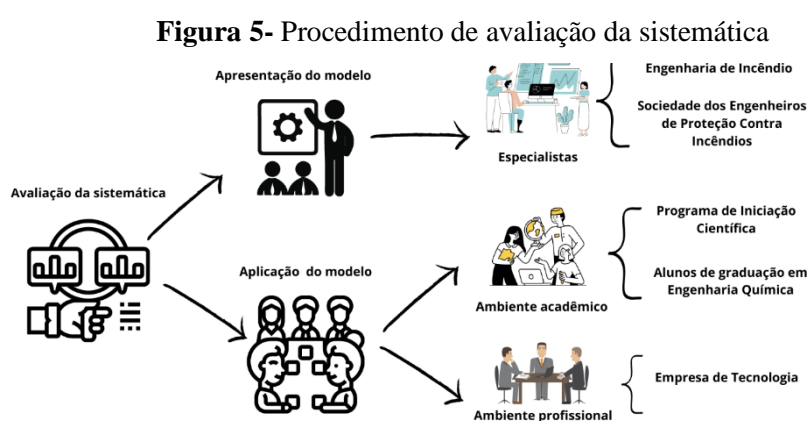 Figura 5- Procedimento de avaliação da sistemática
Apresentação do modelo
Engenharia de Incêndio
Sociedade dos Engenheiros
de Proteção Contra
Incêndios
Especialistas
Avaliação da sistemática
Programa de Iniciação
Científica
Aplicação do modelo
Alunos de graduação em
Engenharia Química
Ambiente acadêmico
Empresa de Tecnologia
Ambiente profissional